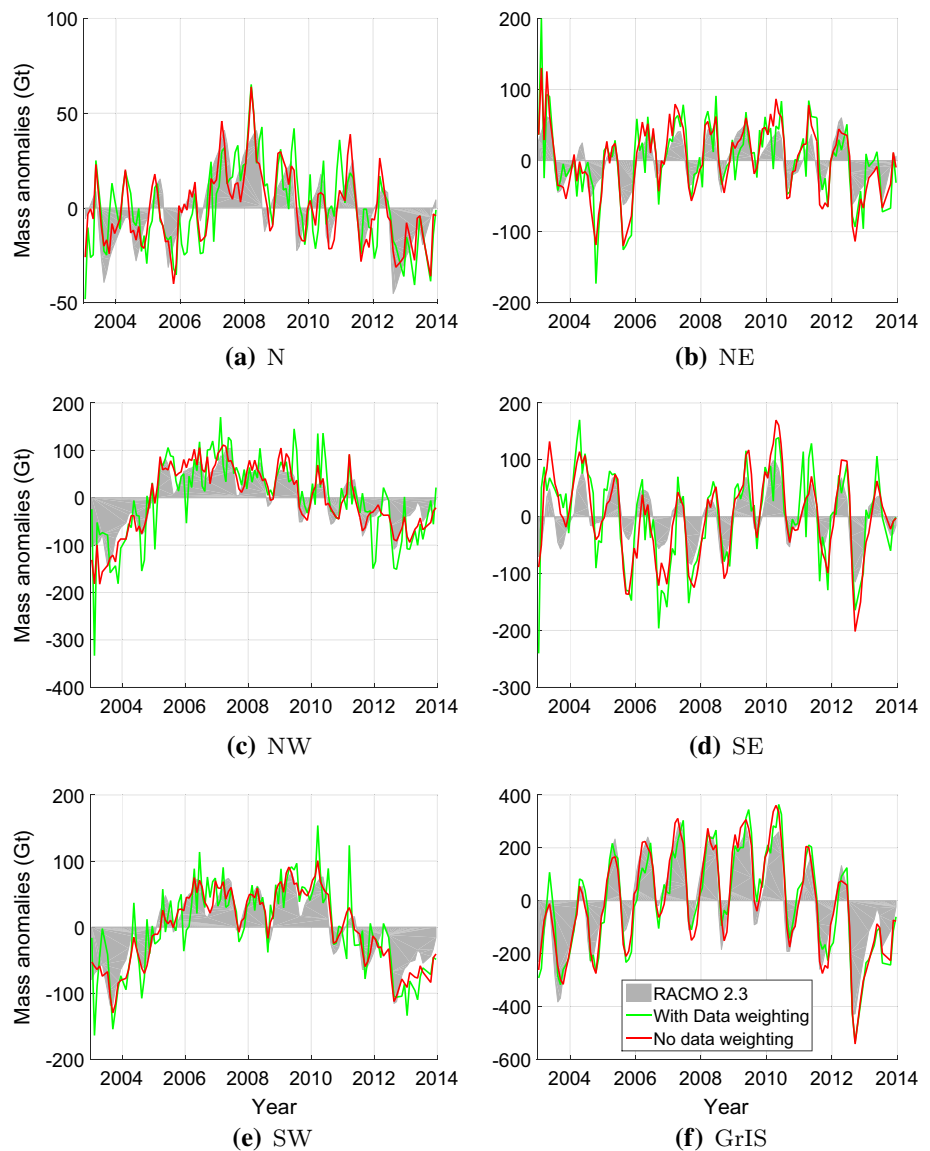 100
50
0
-50
Mass anomalies (Gt)
2004 2006 2008 2010 2012 2014
(a) N
200
100
0
-100
-200
2004 2006 2008 2010 2012 2014
(b) NE
200
100
0
-100
-200
-300
-400
Mass anomalies (Gt)
2004 2006 2008 2010 2012 2014
(c) NW
200
100
0
-100
-200
-300
2004 2006 2008 2010 2012 2014
(d) SE
200
100
0
-100
-200
Mass anomalies (Gt)
2004 2006 2008 2010 2012 2014
Year
(e) SW
400
200
0
-200
-400
-600
RACMO 2.3
With Data weighting
No data weighting
2004 2006 2008 2010 2012 2014
Year
(f) GrIS